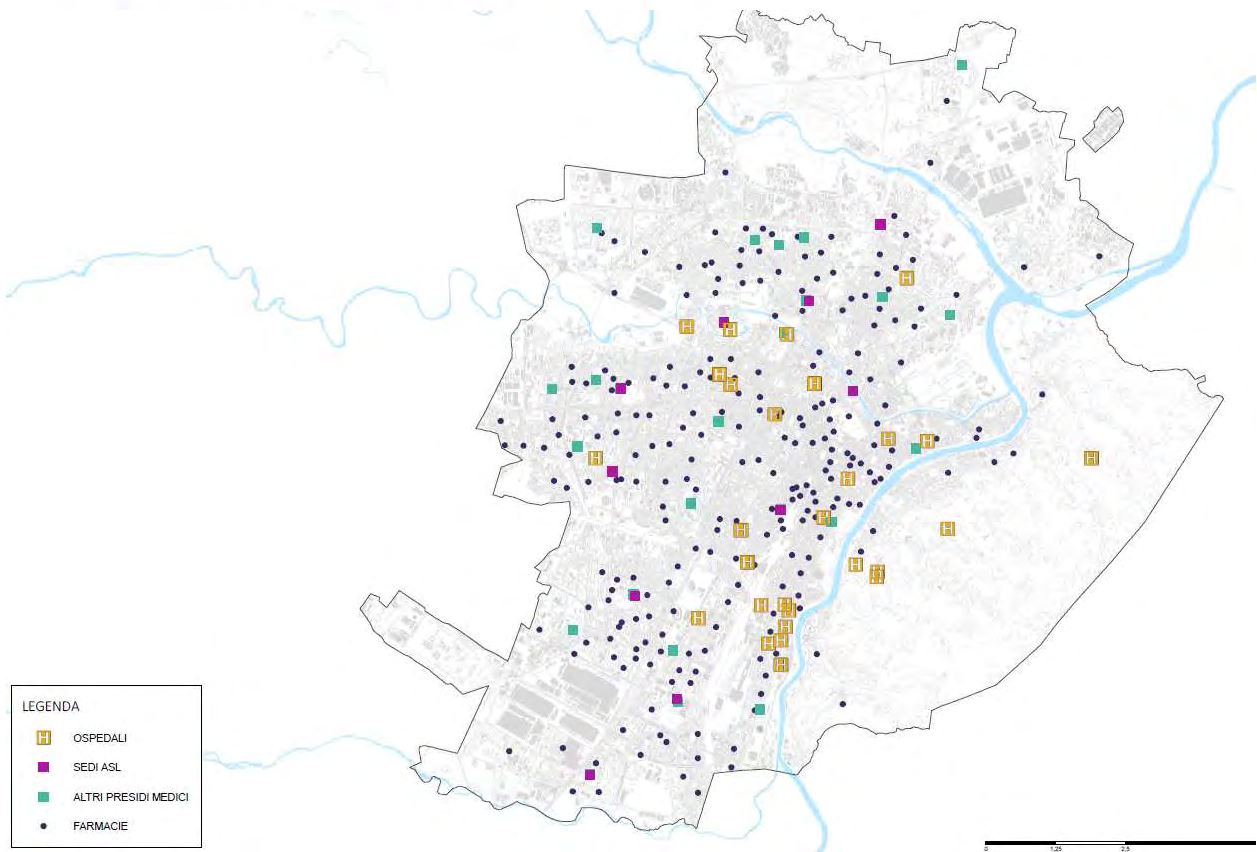 LEGENDA
H OSPEDALI
SEDI ASL
ALTRI PRESIDI MEDICI
FARMACIE
0 1,25 2,5